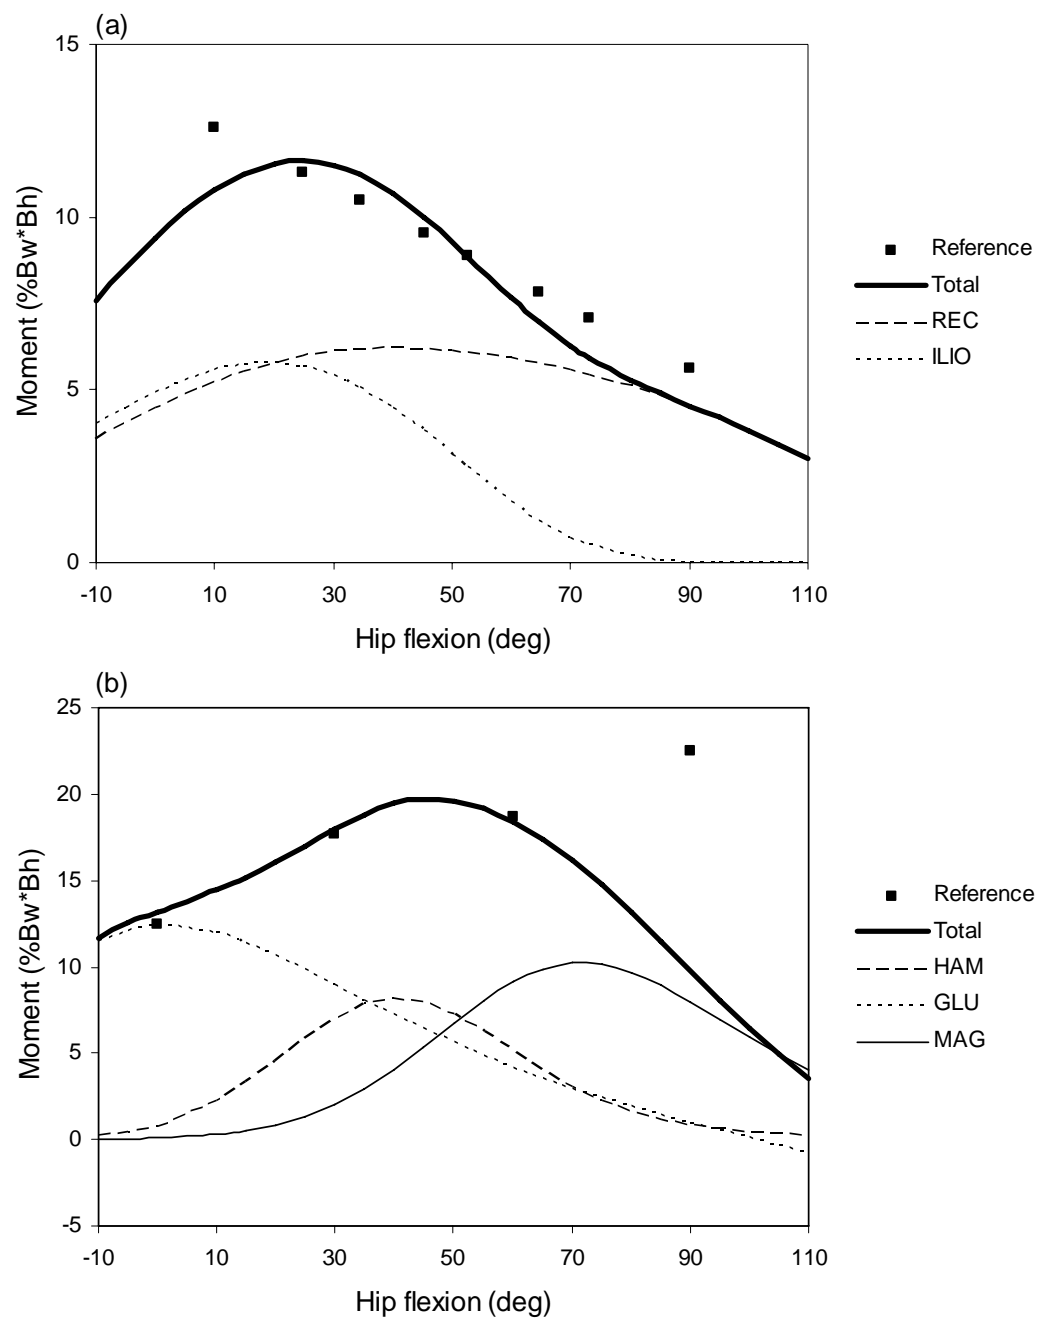 (a)
15
10
5
0
-10 10 30 50 70 90 110
Moment (%Bw*Bh)
Hip flexion (deg)
Reference
Total
REC
ILIO
(b)
25
20
15
10
5
0
-5
-10 10 30 50 70 90 110
Moment (%Bw*Bh)
Hip flexion (deg)
Reference
Total
HAM
GLU
MAG